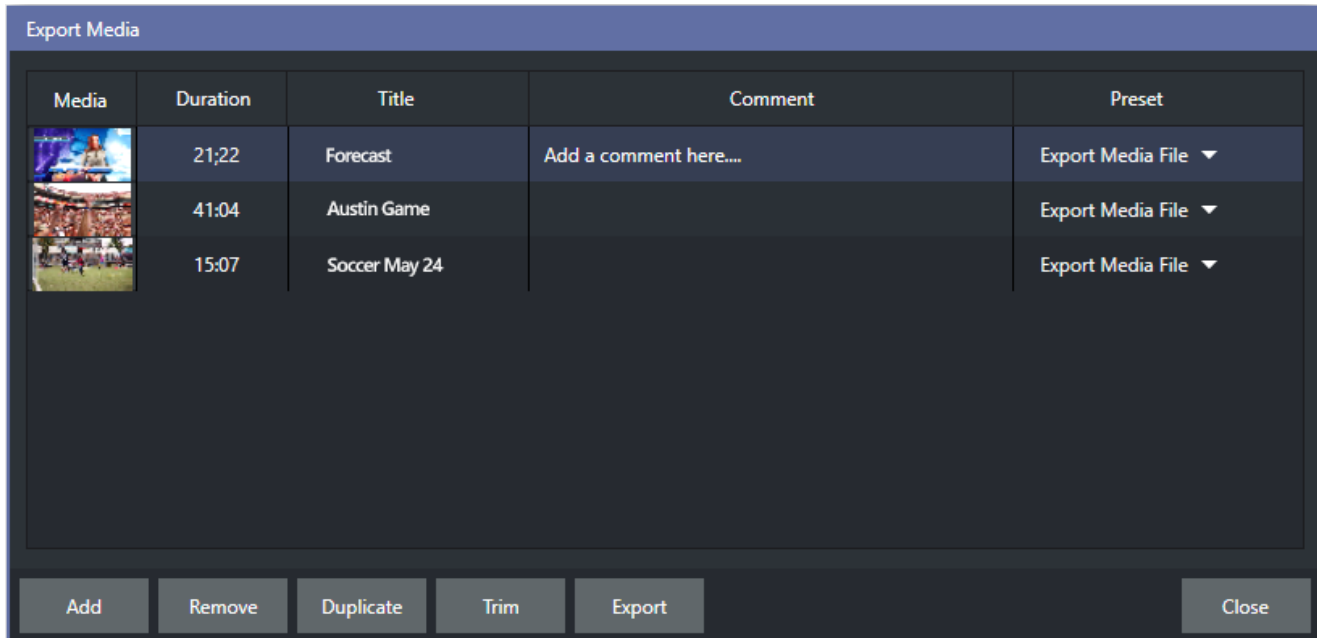 Export Media
Media Duration Title Comment Preset
21;22 Forecast Add a comment here.... Export Media File
41:04 Austin Game Export Media File
15:07 Soccer May 24 Export Media File
Add Remove Duplicate Trim Export Close